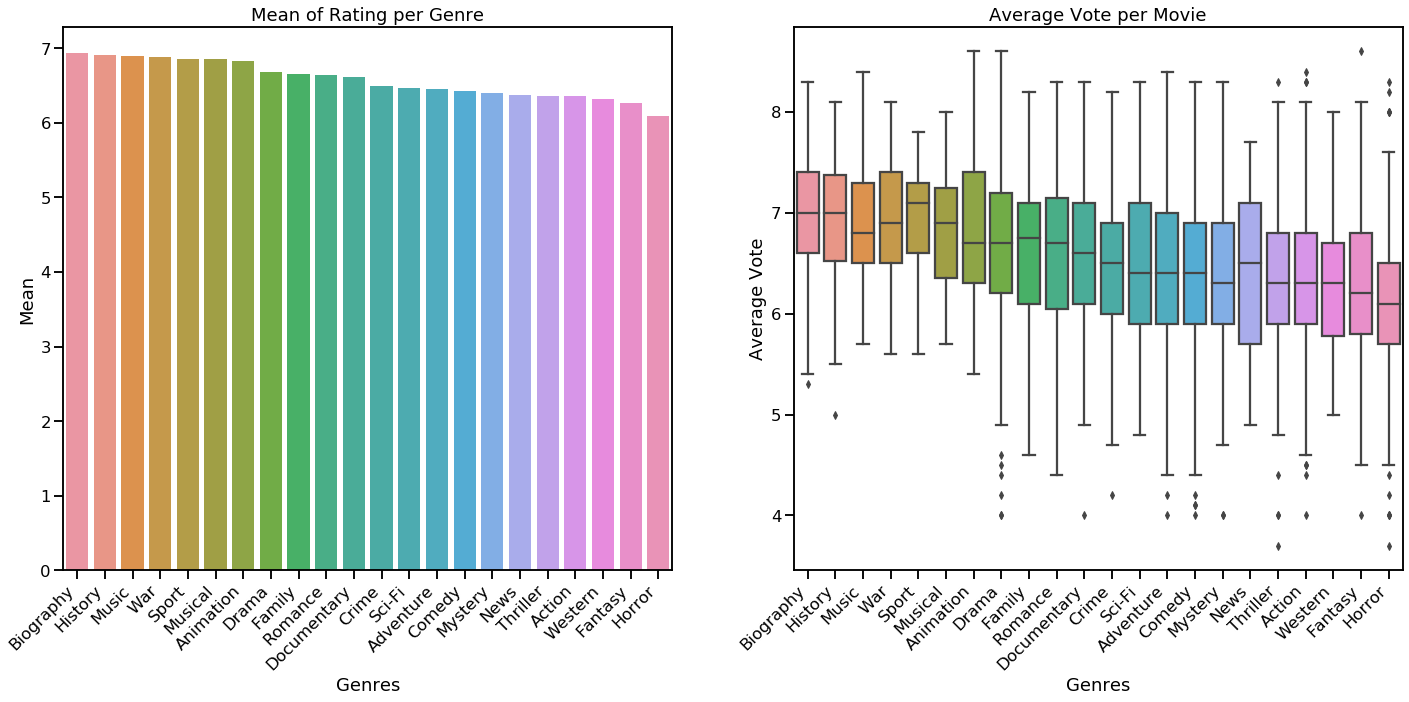 Mean of Rating per Genre
7
6
5
4
3
2
1
0
Mean
Biography
History
Music
War
Sport
Musical
Animation
Drama
Family
Romance
Documentary
Crime
Sci-Fi
Adventure
Comedy
Mystery
News
Thriller
Action
Western
Fantasy
Horror
Genres
Average Vote per Movie
8
7
6
5
4
Average Vote
Biography
History
Music
War
Sport
Musical
Animation
Drama
Family
Romance
Documentary
Crime
Sci-Fi
Adventure
Comedy
Mystery
News
Thriller
Action
Western
Fantasy
Horror
Genres